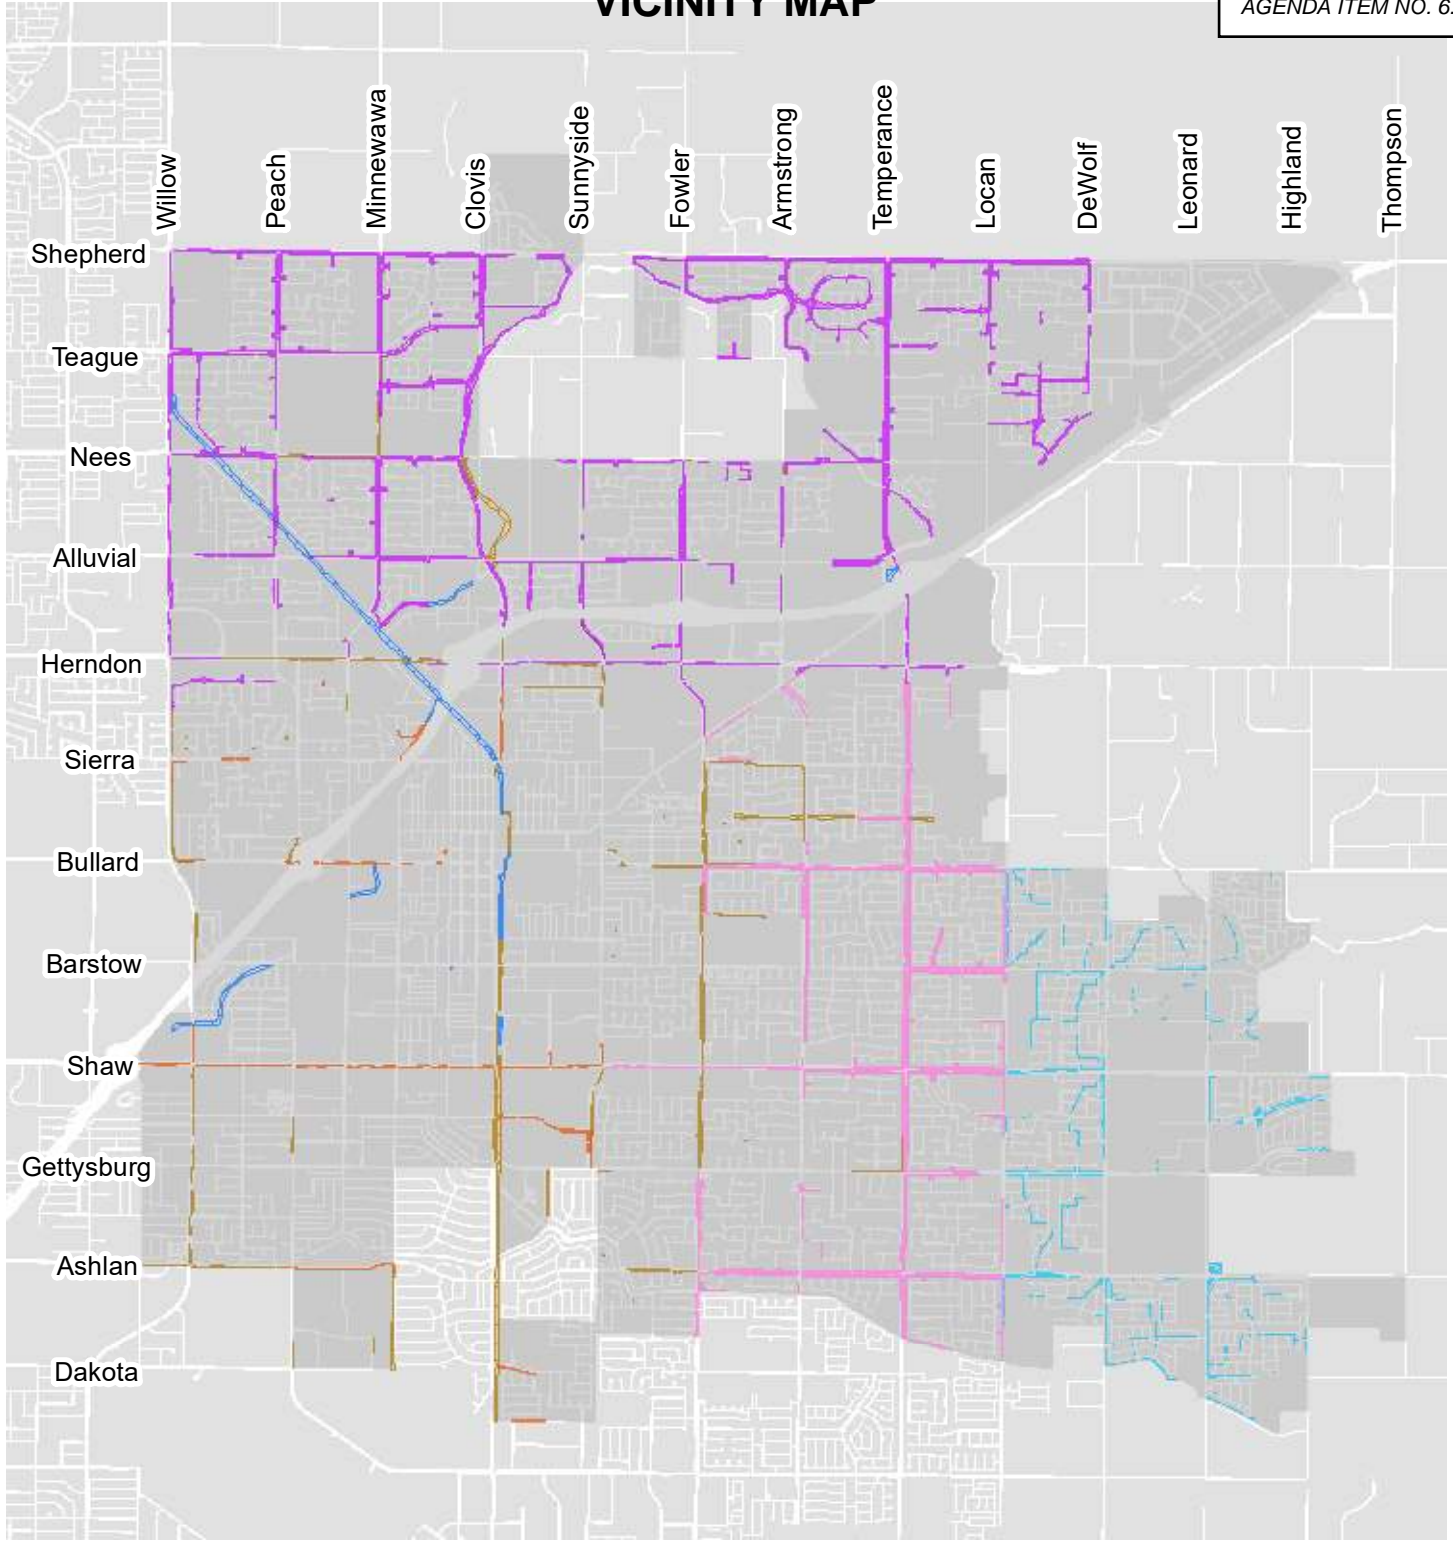 VICINITY MAP
AGENDA ITEM NO. 6.
Willow
Peach
Minnewawa
Clovis
Sunnyside
Fowler
Armstrong
Temperance
Locan
DeWolf
Leonard
Highland
Thompson
Shepherd
Teague
Nees
Alluvial
Herndon
Sierra
Bullard
Barstow
Shaw
Gettysburg
Ashlan
Dakota